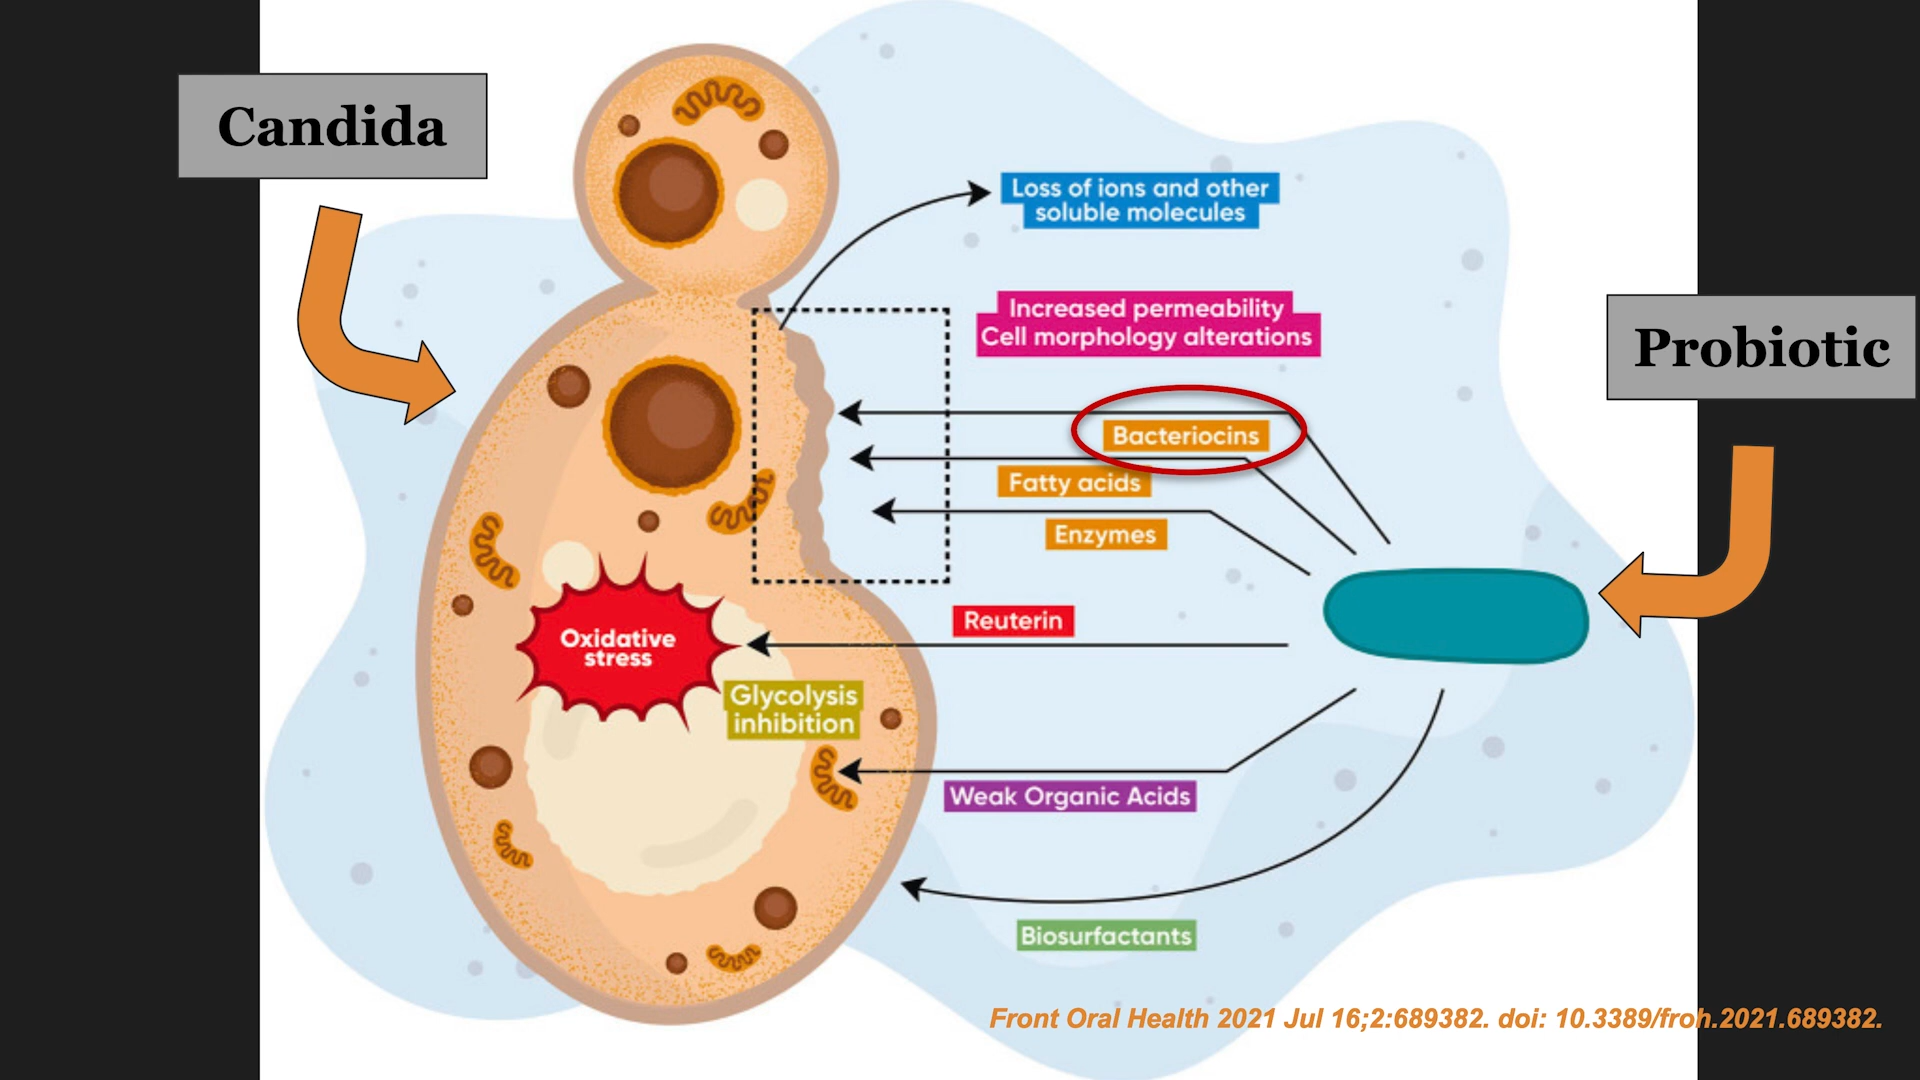 Candida
Loss of ions and other
soluble molecules
Increased permeability
Cell morphology alterations
Probiotic
Bacteriocins
Fatty acids
Enzymes
Reuterin
Oxidative
stress
Glycolysis
inhibition
Weak Organic Acids
Biosurfactants
Front Oral Health 2021 Jul 16;2:689382. doi: 10.3389/froh.2021.689382.